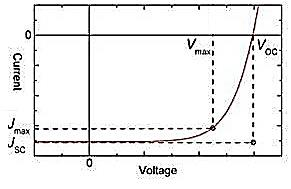 0
V max
V OC
Current
J max
J SC
0
Voltage